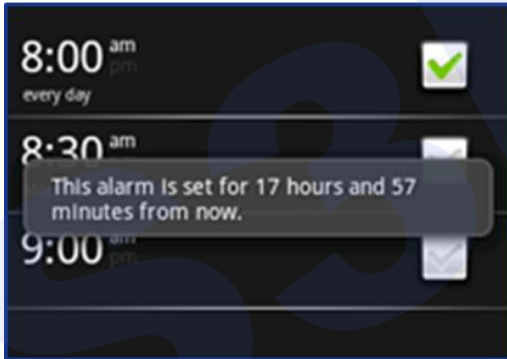 8:00 am
pm
every day
8:30 am
This alarm is set for 17 hours and 57
minutes from now.
9:00 am
pm